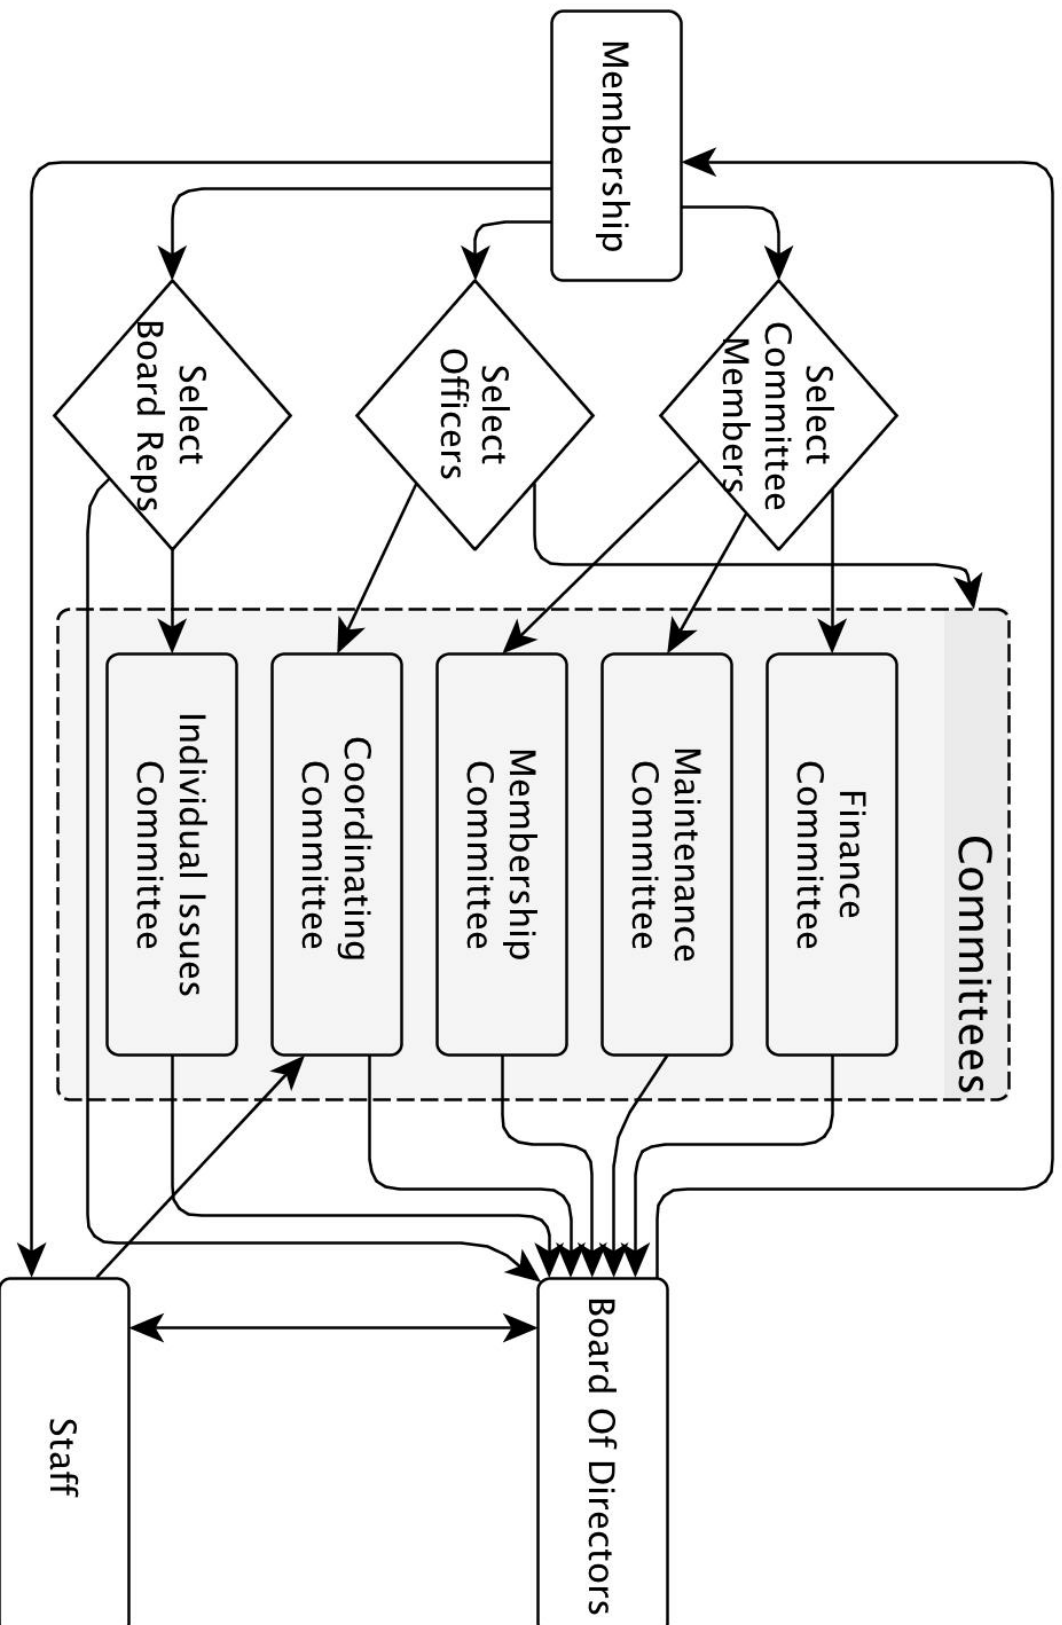 Membership
Select
Board Reps
Select
Officers
Select
Committee
Members
Committees
Individual Issues
Committee
Coordinating
Committee
Membership
Committee
Maintenance
Committee
Finance
Committee
Staff
Board Of Directors